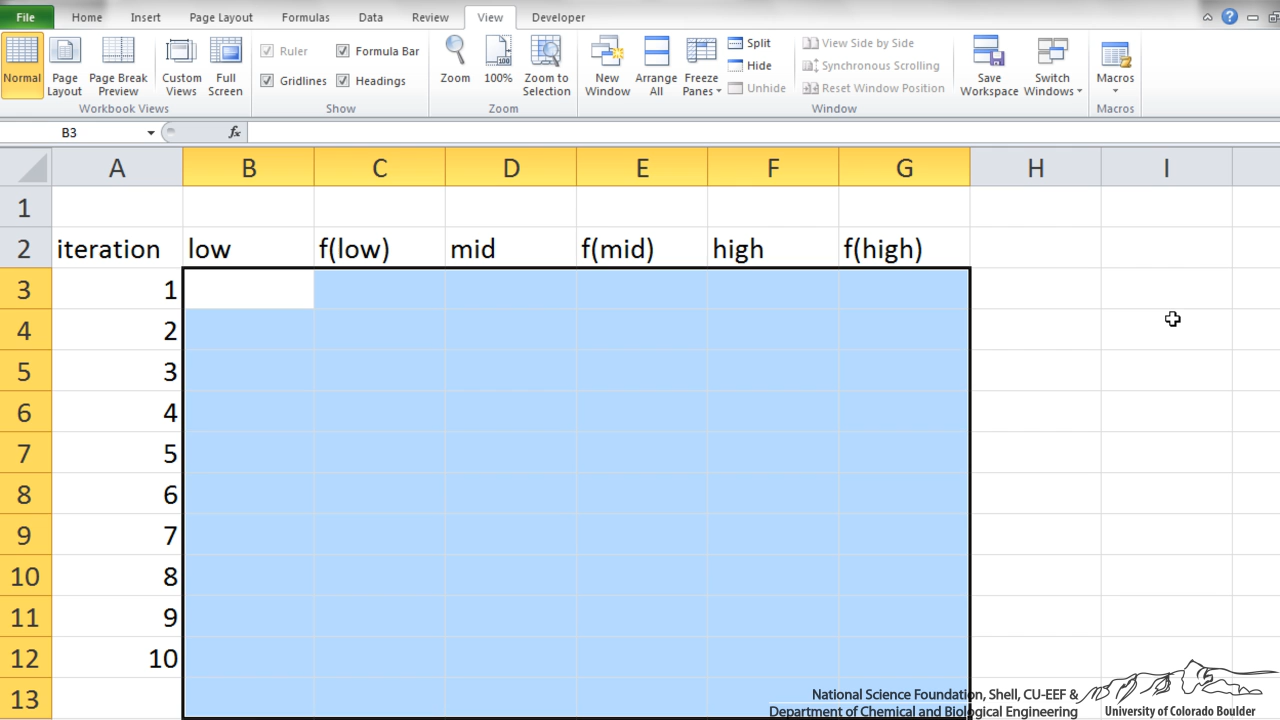 File Home Insert Page Layout Formulas Data Review View Developer
Normal Page Layout Page Break Preview Custom Views Full Screen
Workbook Views
Ruler Formula Bar
Gridlines Headings
Show
Zoom 100% Zoom to Selection
Zoom
New Window Arrange All Freeze Panes
Split
Hide
Unhide
View Side by Side
Synchronous Scrolling
Reset Window Position
Window
Save Workspace Switch Windows
Macros
Macros
B3 fx
A B C D E F G H I
1
2 iteration low f(low) mid f(mid) high f(high)
3 1
4 2
5 3
6 4
7 5
8 6
9 7
10 8
11 9
12 10
13
National Science Foundation, Shell, CU-EEF &
Department of Chemical and Biological Engineering
University of Colorado Boulder